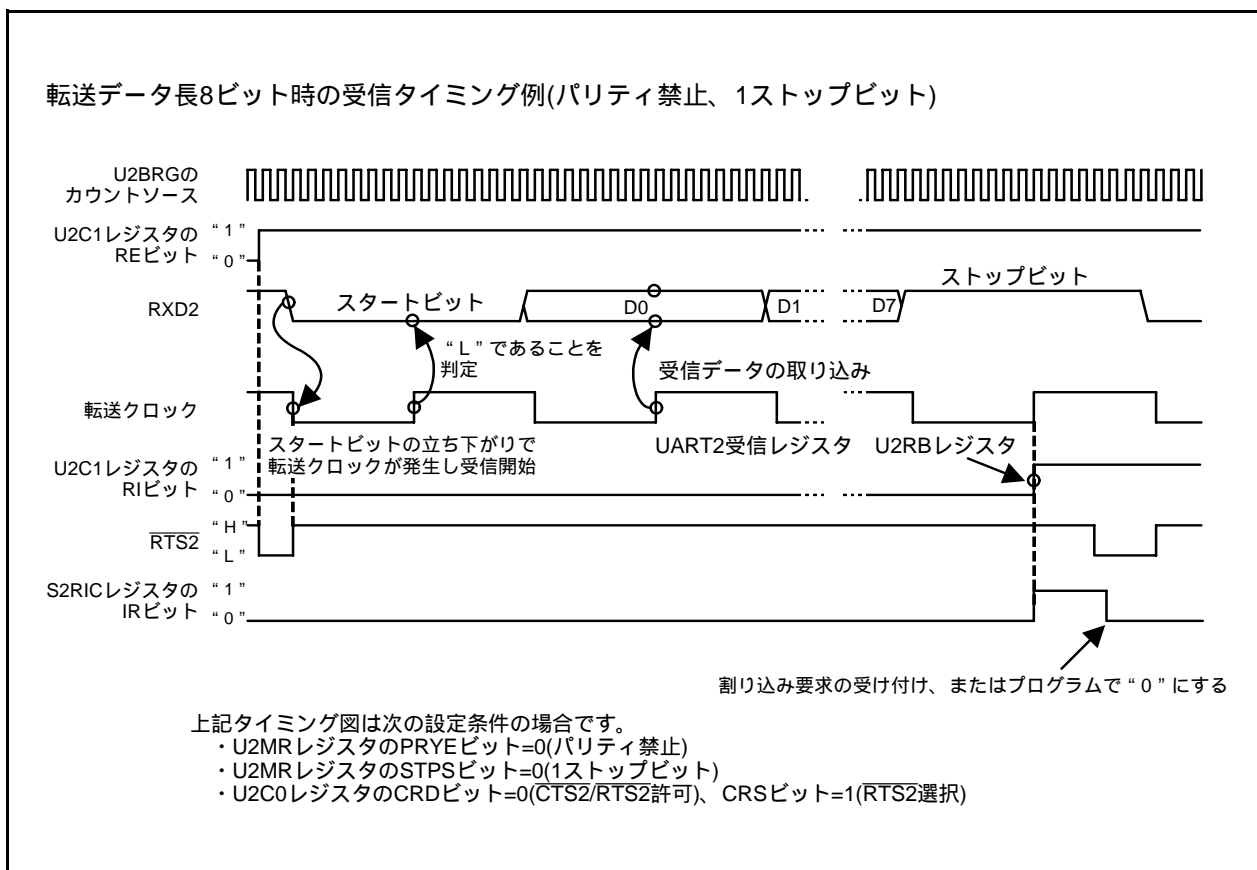 転送データ長8ビット時の受信タイミング例(パリティ禁止、1ストップビット)
U2BRGの
カウントソース
U2C1レジスタの
REビット
“ 1 ”
“ 0 ”
RXD2
スタートビット
D0
D1
D7
ストップビット
“ L ” であることを
判定
受信データの取り込み
転送クロック
スタートビットの立ち下がりで
転送クロックが発生し受信開始
UART2受信レジスタ
U2RBレジスタ
U2C1レジスタの
RIビット
“ 1 ”
“ 0 ”
RTS2
“ H ”
“ L ”
S2RICレジスタの
IRビット
“ 1 ”
“ 0 ”
割り込み要求の受け付け、またはプログラムで “ 0 ” にする
上記タイミング図は次の設定条件の場合です。
・U2MRレジスタのPRYEビット=0(パリティ禁止)
・U2MRレジスタのSTPSビット=0(1ストップビット)
・U2C0レジスタのCRDビット=0(CTS2/RTS2許可)、CRSビット=1(RTS2選択)